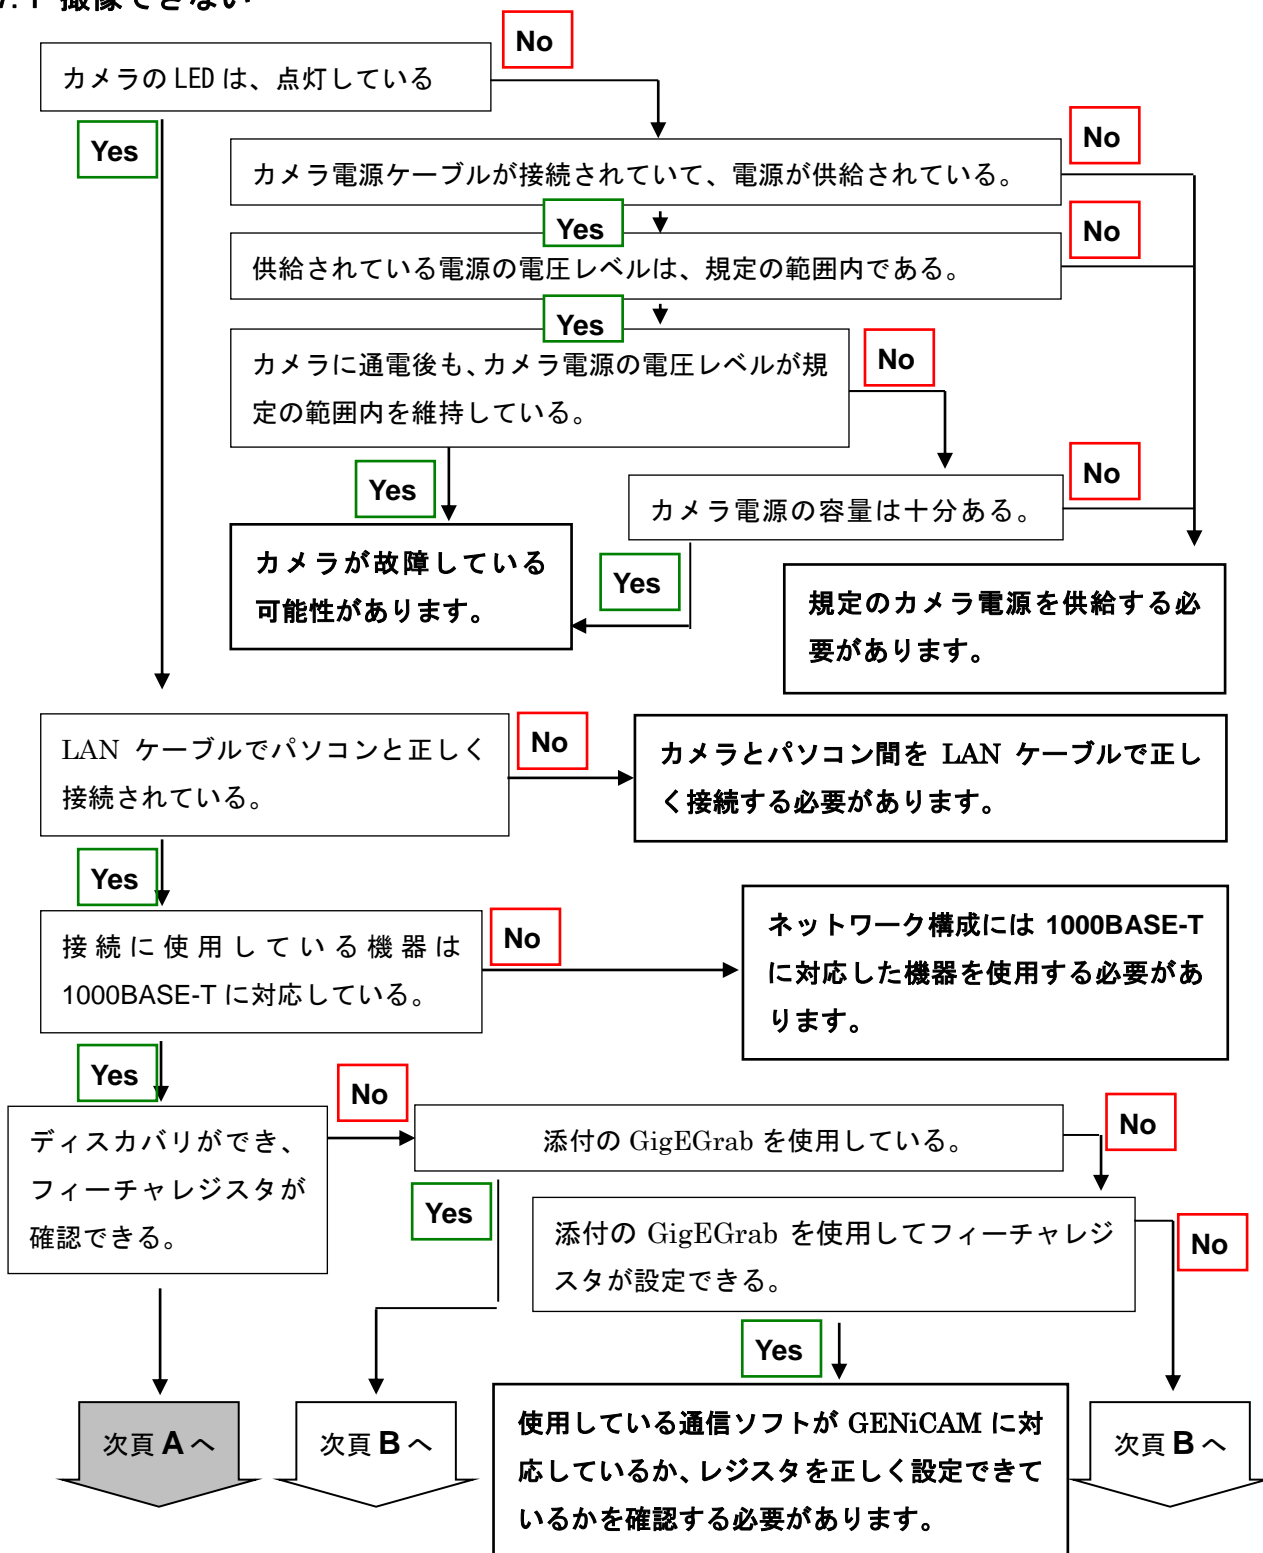 7.1 撮像できない
No
カメラの LED は、点灯している
Yes
No
カメラ電源ケーブルが接続されていて、電源が供給されている。
Yes
No
供給されている電源の電圧レベルは、規定の範囲内である。
Yes
カメラに通電後も、カメラ電源の電圧レベルが規
定の範囲内を維持している。
No
Yes
No
カメラ電源の容量は十分ある。
カメラが故障している
可能性があります。
Yes
規定のカメラ電源を供給する必
要があります。
LAN ケーブルでパソコンと正しく
接続されている。
No
カメラとパソコン間を LAN ケーブルで正し
く接続する必要があります。
Yes
接続に使用している機器は
1000BASE-T に対応している。
No
ネットワーク構成には 1000BASE-T
に対応した機器を使用する必要があ
ります。
Yes
No
ディスカバリができ、
フィーチャレジスタが
確認できる。
添付の GigEGrab を使用している。
No
Yes
添付の GigEGrab を使用してフィーチャレジ
スタが設定できる。
No
Yes
次頁 A へ
次頁 B へ
使用している通信ソフトが GENiCAM に対
応しているか、レジスタを正しく設定できて
いるかを確認する必要があります。
次頁 B へ